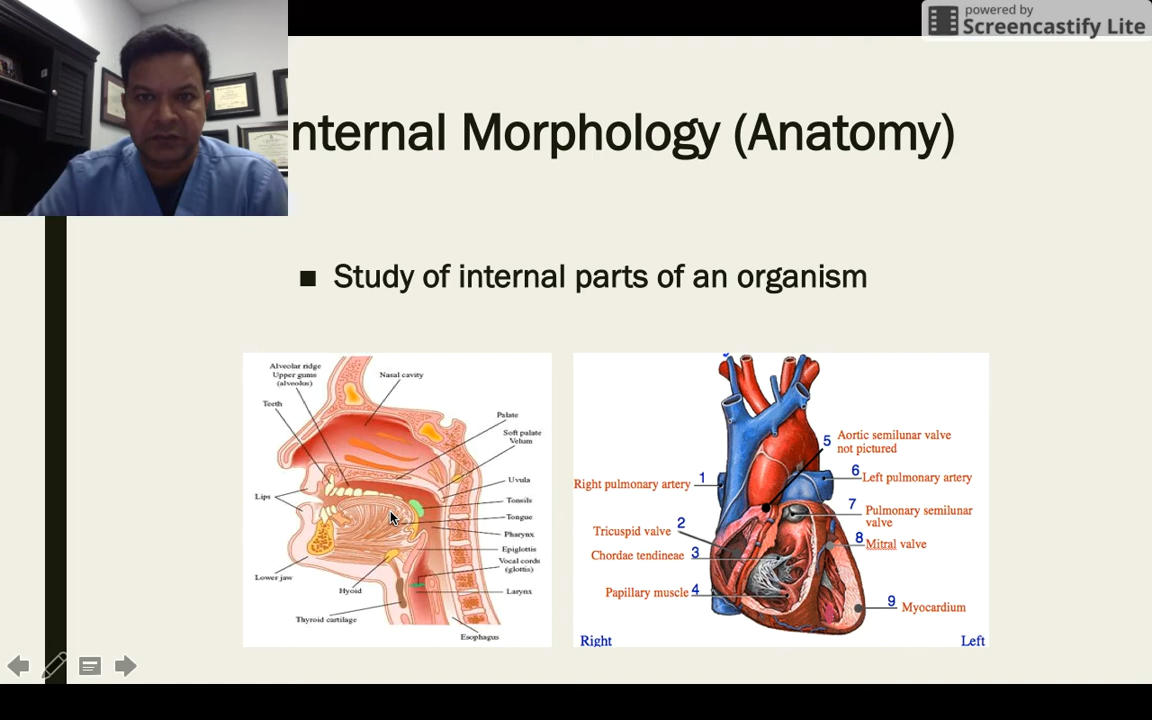 powered by
Screencastify Lite
nternal Morphology (Anatomy)
■ Study of internal parts of an organism
Alveolar ridge
Upper gums
(alveolus)
Nasal cavity
Teeth
Palate
Soft palate
Velum
Uvula
Lips
Tonsils
Tongue
Pharynx
Epiglottis
Vocal cords
(glottis)
Lower jaw
Hyoid
Larynx
Thyroid cartilage
Esophagus
5 Aortic semilunar valve
not pictured
Right pulmonary artery 1
6 Left pulmonary artery
7 Pulmonary semilunar
valve
Tricuspid valve 2
8 Mitral valve
Chordae tendineae 3
Papillary muscle 4
9 Myocardium
Right
Left